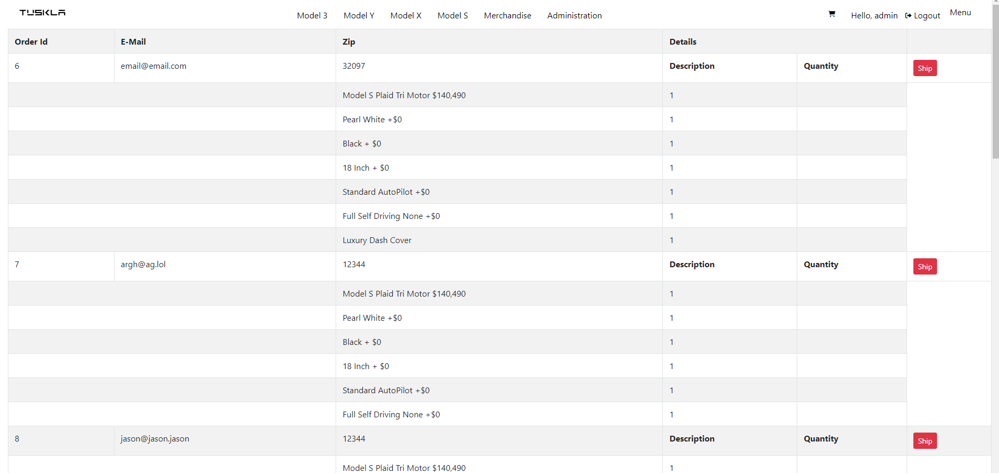 TUSKLA Model 3 Model Y Model X Model S Merchandise Administration Hello, admin Logout Menu
Order Id E-Mail Zip Details
6 email@email.com 32097 Description Quantity Ship
Model S Plaid Tri Motor $140,490 1
Pearl White +$0 1
Black + $0 1
18 Inch + $0 1
Standard AutoPilot +$0 1
Full Self Driving None +$0 1
Luxury Dash Cover 1
7 argh@ag.lol 12344 Description Quantity Ship
Model S Plaid Tri Motor $140,490 1
Pearl White +$0 1
Black + $0 1
18 Inch + $0 1
Standard AutoPilot +$0 1
Full Self Driving None +$0 1
8 jason@jason.jason 12344 Description Quantity Ship
Model S Plaid Tri Motor $140,490 1